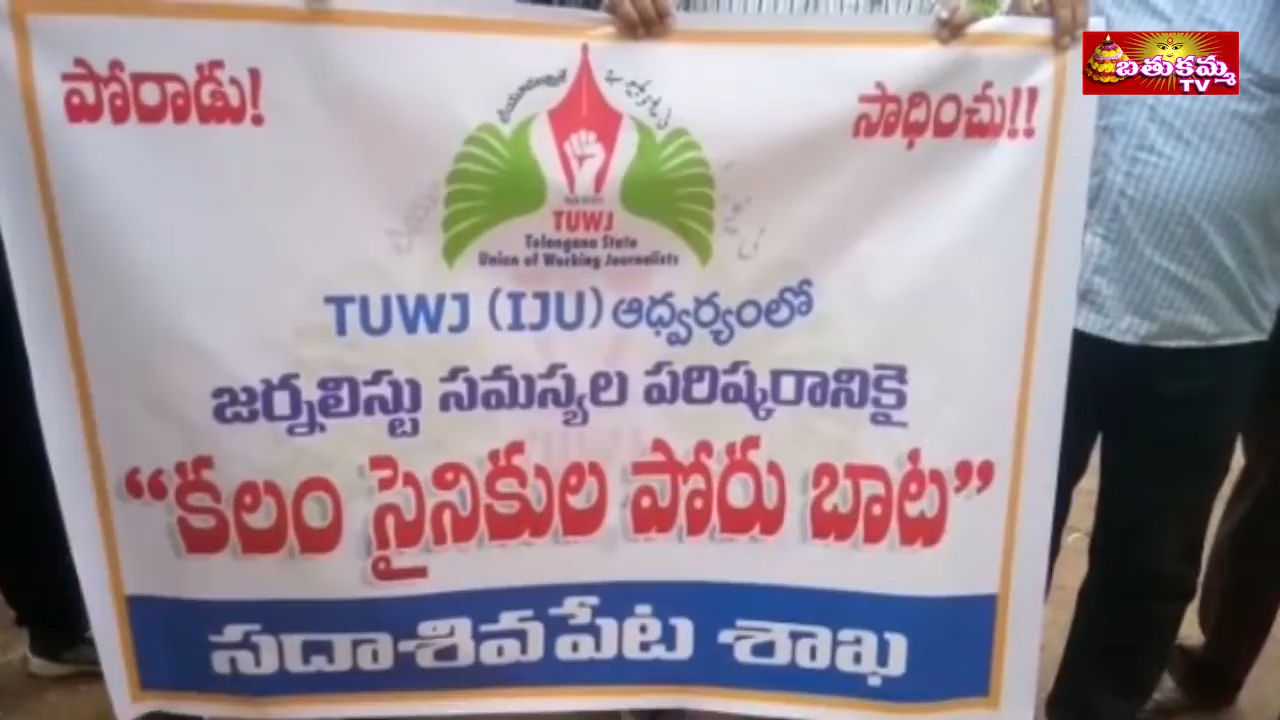 బతుకమ్మ
TV
పోరాడు!
సాధించు!!
TUWJ
Telangana State
Union of Working Journalists
TUWJ (IJU) ఆధ్వర్యంలో
జర్నలిస్టు సమస్యల పరిష్కరానికై
“కలం సైనికుల పోరు బాట”
సదాశివపేట శాఖ